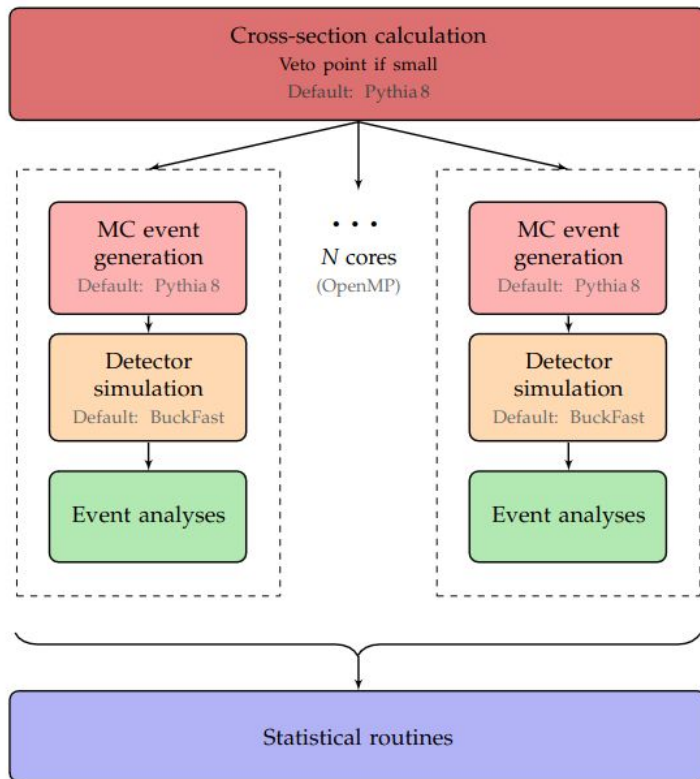 Cross-section calculation
Veto point if small
Default: Pythia 8
MC event
generation
Default: Pythia 8
Detector
simulation
Default: BuckFast
Event analyses
• • •
N cores
(OpenMP)
MC event
generation
Default: Pythia 8
Detector
simulation
Default: BuckFast
Event analyses
Statistical routines